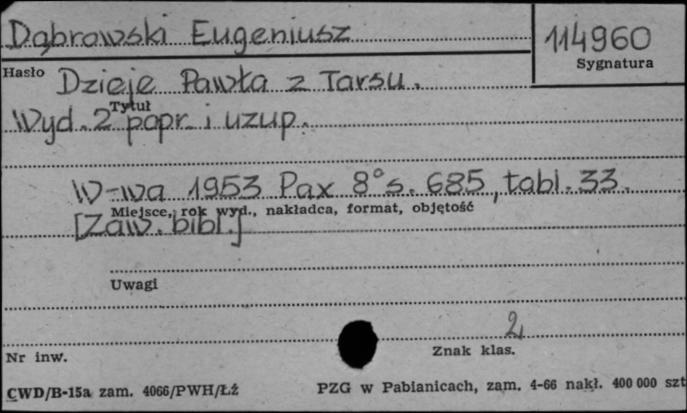 Dąbrowski Eugeniusz
114960
Hasło
Sygnatura
Dzieje Pawła z Tarsu.
Tytuł
Wyd. 2 popr. i uzup.
W-wa 1953 Pax 8° s. 685, tabl. 33.
Miejsce, rok wyd., nakładca, format, objętość
[Zaw. bibl.]
Uwagi
2
Nr inw.
Znak klas.
CWD/B-15a zam. 4066/PWH/Łź
PZG w Pabianicach, zam. 4-66 nakł. 400 000 szt